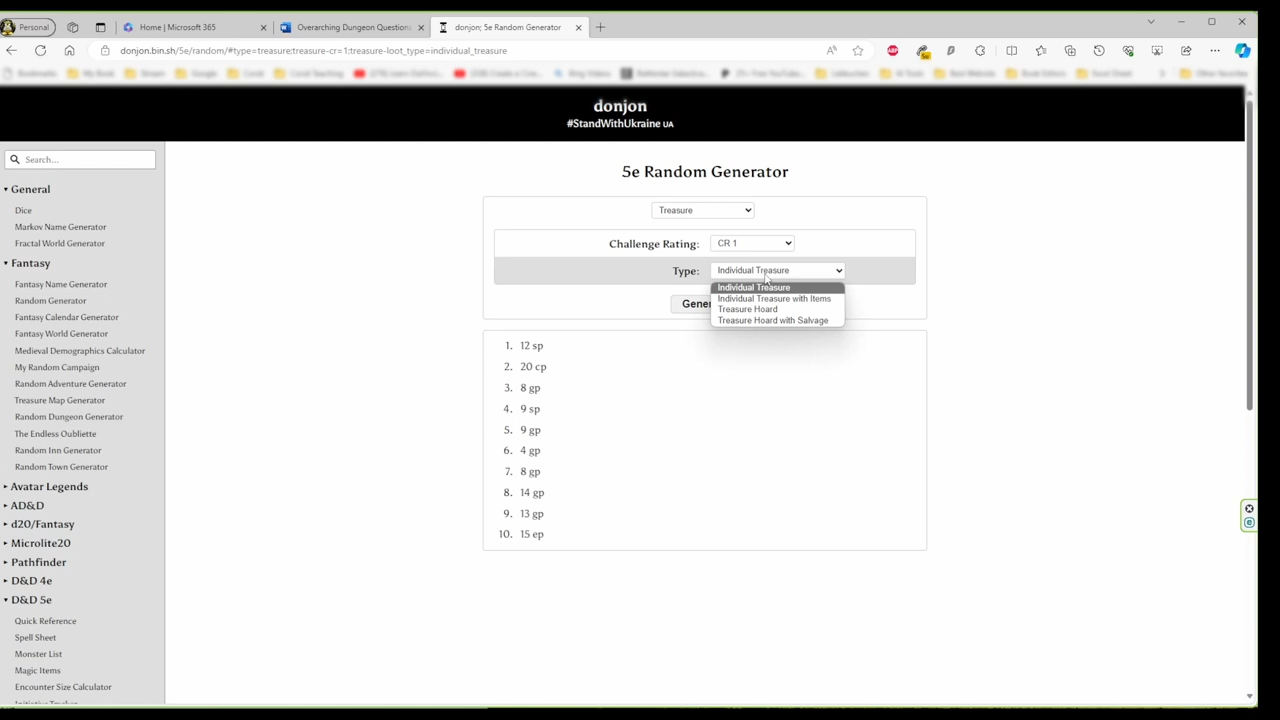 Personal
Home | Microsoft 365
Overarching Dungeon Question
donjon; 5e Random Generator
donjon.bin.sh/5e/random/#type=treasure;treasure-cr=1;treasure-loot_type=individual_treasure
donjon
#StandWithUkraine UA
Search...
General
Dice
Markov Name Generator
Fractal World Generator
Fantasy
Fantasy Name Generator
Random Generator
Fantasy Calendar Generator
Fantasy World Generator
Medieval Demographics Calculator
My Random Campaign
Random Adventure Generator
Treasure Map Generator
Random Dungeon Generator
The Endless Oubliette
Random Inn Generator
Random Town Generator
Avatar Legends
AD&D
d20/Fantasy
Microlite20
Pathfinder
D&D 4e
D&D 5e
Quick Reference
Spell Sheet
Monster List
Magic Items
Encounter Size Calculator
5e Random Generator
Treasure
Challenge Rating: CR 1
Type: Individual Treasure
Gener
Individual Treasure
Individual Treasure with Items
Treasure Hoard
Treasure Hoard with Salvage
1. 12 sp
2. 20 cp
3. 8 gp
4. 9 sp
5. 9 gp
6. 4 gp
7. 8 gp
8. 14 gp
9. 13 gp
10. 15 ep